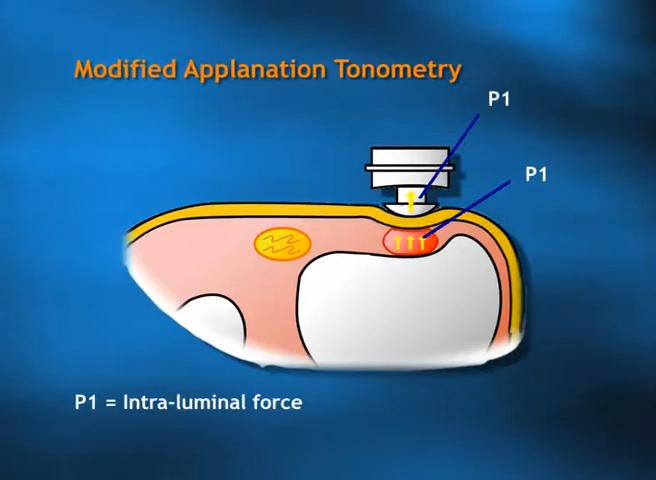 Modified Applanation Tonometry
P1
P1
P1 = Intra-luminal force